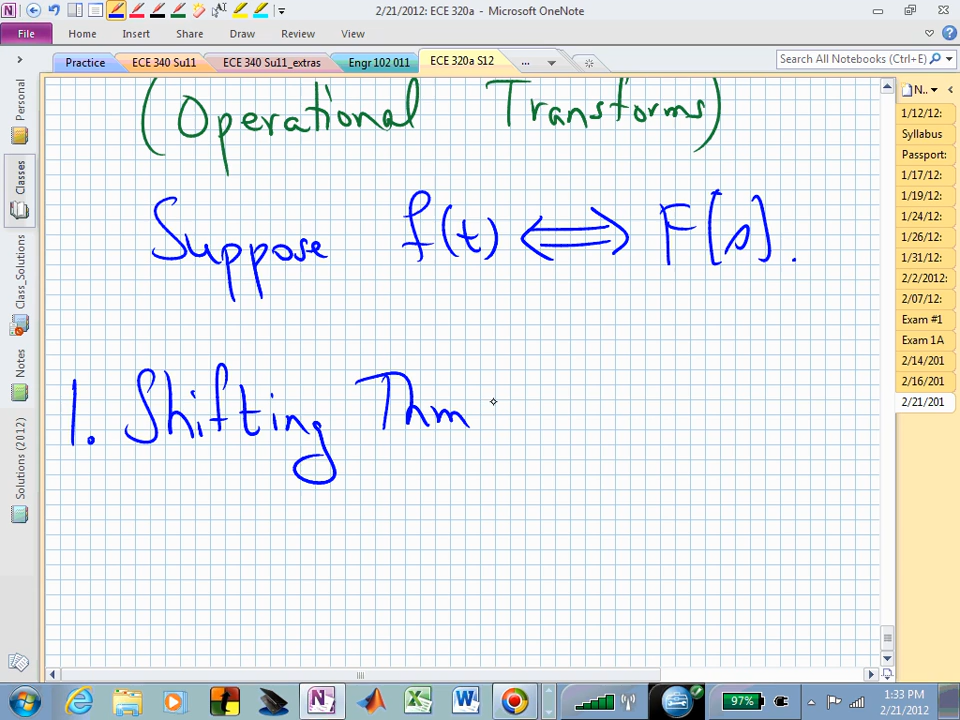 2/21/2012: ECE 320a - Microsoft OneNote
File Home Insert Share Draw Review View
Practice ECE 340 Su11 ECE 340 Su11_extras Engr 102 011 ECE 320a S12 ... Search All Notebooks (Ctrl+E)
Personal
Classes
Class_Solutions
Notes
Solutions (2012)
(Operational Transforms)
Suppose f(t) ⟺ F(s).
1. Shifting Thm
N..
1/12/12:
Syllabus
Passport:
1/17/12:
1/19/12:
1/24/12:
1/26/12:
1/31/12:
2/2/2012:
2/07/12:
Exam #1
Exam 1A
2/14/201
2/16/201
2/21/201
97%
1:33 PM
2/21/2012